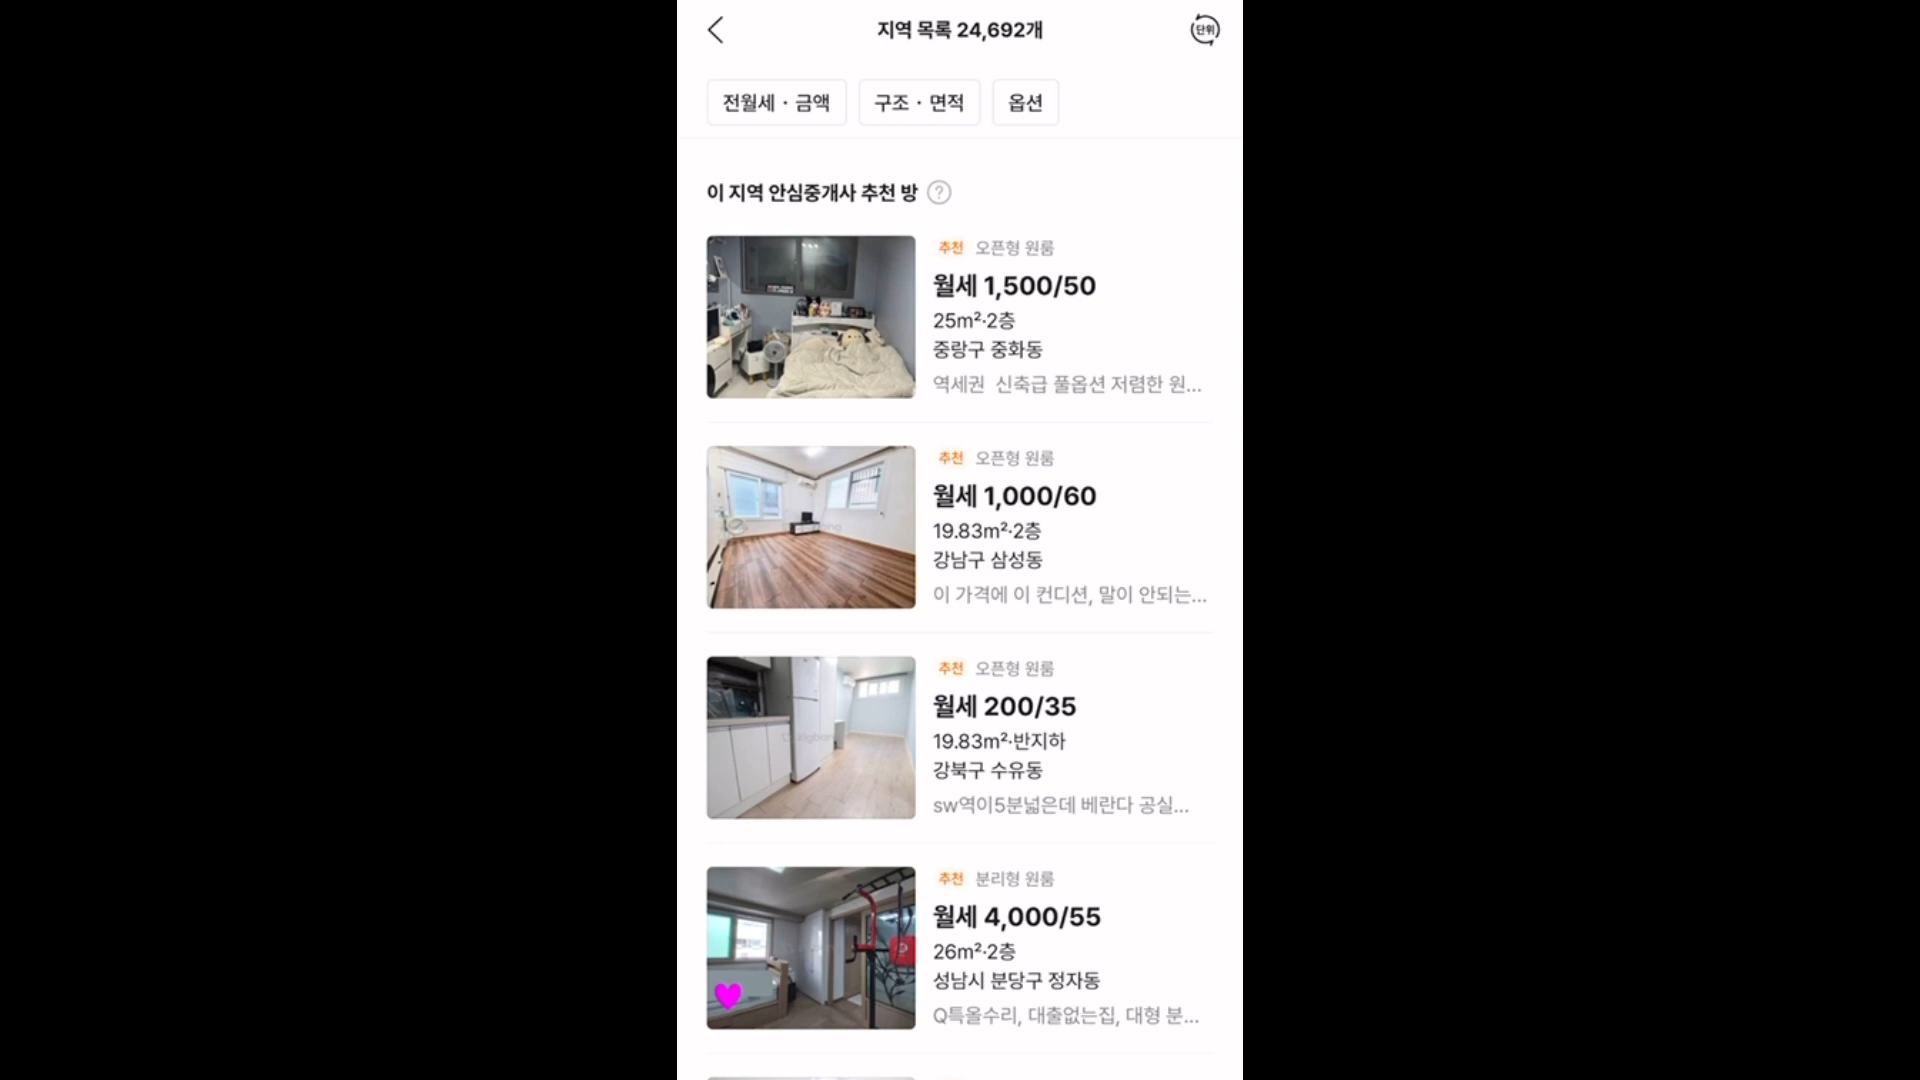 지역 목록 24,692개
단위
전월세 · 금액
구조 · 면적
옵션
이 지역 안심중개사 추천 방 ?
추천 오픈형 원룸
월세 1,500/50
25m²·2층
중랑구 중화동
역세권 신축급 풀옵션 저렴한 원...
추천 오픈형 원룸
월세 1,000/60
19.83m²·2층
강남구 삼성동
이 가격에 이 컨디션, 말이 안되는...
추천 오픈형 원룸
월세 200/35
19.83m²·반지하
강북구 수유동
sw역이5분넓은데 베란다 공실...
추천 분리형 원룸
월세 4,000/55
26m²·2층
성남시 분당구 정자동
Q특올수리, 대출없는집, 대형 분...